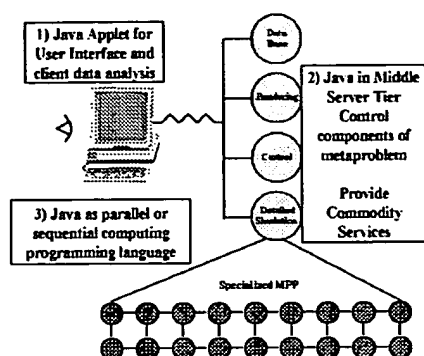 1) Java Applet for
User Interface and
client data analysis
Data
Base
Rendering
Control
Detailed
Simulation
2) Java in Middle
Server Tier
Control
components of
metaproblem
Provide
Commodity
Services
3) Java as parallel or
sequential computing
programming language
Specialized MPP